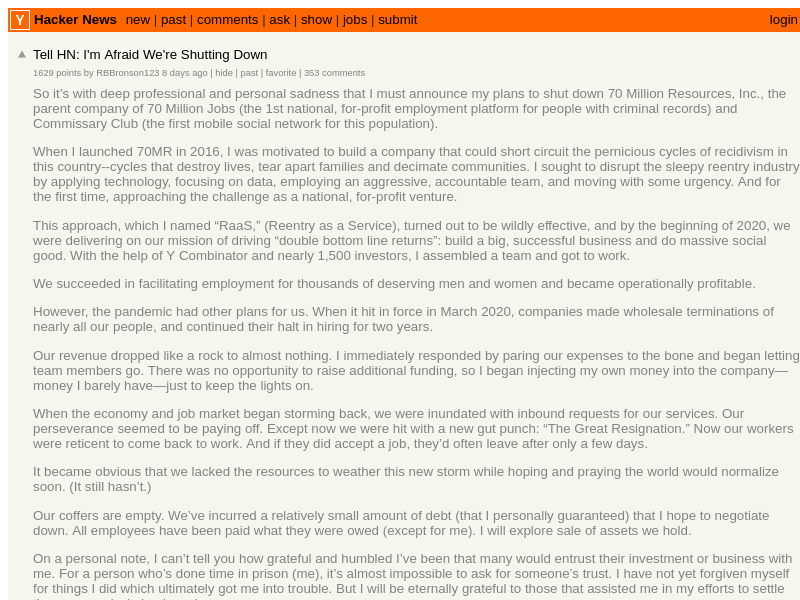 Y Hacker News new | past | comments | ask | show | jobs | submit login
Tell HN: I'm Afraid We're Shutting Down
1629 points by RBBronson123 8 days ago | hide | past | favorite | 353 comments
So it’s with deep professional and personal sadness that I must announce my plans to shut down 70 Million Resources, Inc., the
parent company of 70 Million Jobs (the 1st national, for-profit employment platform for people with criminal records) and
Commissary Club (the first mobile social network for this population).
When I launched 70MR in 2016, I was motivated to build a company that could short circuit the pernicious cycles of recidivism in
this country--cycles that destroy lives, tear apart families and decimate communities. I sought to disrupt the sleepy reentry industry
by applying technology, focusing on data, employing an aggressive, accountable team, and moving with some urgency. And for
the first time, approaching the challenge as a national, for-profit venture.
This approach, which I named “RaaS,” (Reentry as a Service), turned out to be wildly effective, and by the beginning of 2020, we
were delivering on our mission of driving “double bottom line returns”: build a big, successful business and do massive social
good. With the help of Y Combinator and nearly 1,500 investors, I assembled a team and got to work.
We succeeded in facilitating employment for thousands of deserving men and women and became operationally profitable.
However, the pandemic had other plans for us. When it hit in force in March 2020, companies made wholesale terminations of
nearly all our people, and continued their halt in hiring for two years.
Our revenue dropped like a rock to almost nothing. I immediately responded by paring our expenses to the bone and began letting
team members go. There was no opportunity to raise additional funding, so I began injecting my own money into the company—
money I barely have—just to keep the lights on.
When the economy and job market began storming back, we were inundated with inbound requests for our services. Our
perseverance seemed to be paying off. Except now we were hit with a new gut punch: “The Great Resignation.” Now our workers
were reticent to come back to work. And if they did accept a job, they’d often leave after only a few days.
It became obvious that we lacked the resources to weather this new storm while hoping and praying the world would normalize
soon. (It still hasn’t.)
Our coffers are empty. We’ve incurred a relatively small amount of debt (that I personally guaranteed) that I hope to negotiate
down. All employees have been paid what they were owed (except for me). I will explore sale of assets we hold.
On a personal note, I can’t tell you how grateful and humbled I’ve been that many would entrust their investment or business with
me. For a person who’s done time in prison (me), it’s almost impossible to ask for someone’s trust. I have not yet forgiven myself
for things I did which ultimately got me into trouble. But I will be eternally grateful to those that assisted me in my efforts to settle